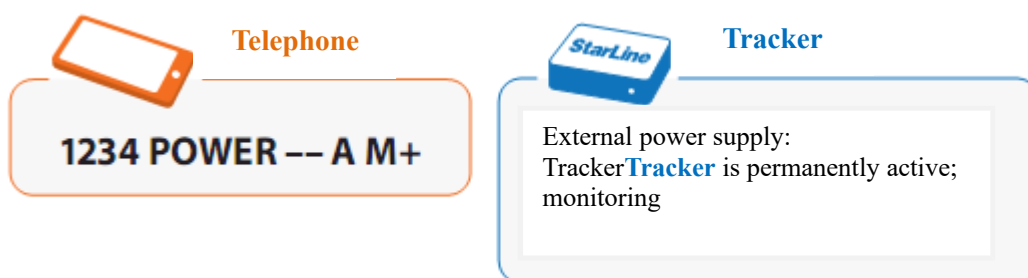 Telephone
1234 POWER –– A M+
StarLine
Tracker
External power supply:
TrackerTracker is permanently active;
monitoring